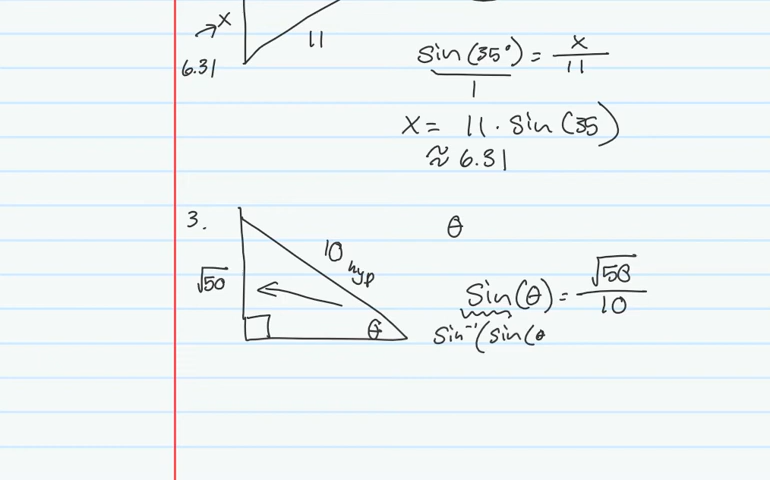 x
11
6.31
sin(35°) = x/11
1
x = 11 · sin(35)
≈ 6.31
3.
10
hyp
θ
√50
θ
sin(θ) = √50/10
sin⁻¹(sin(θ